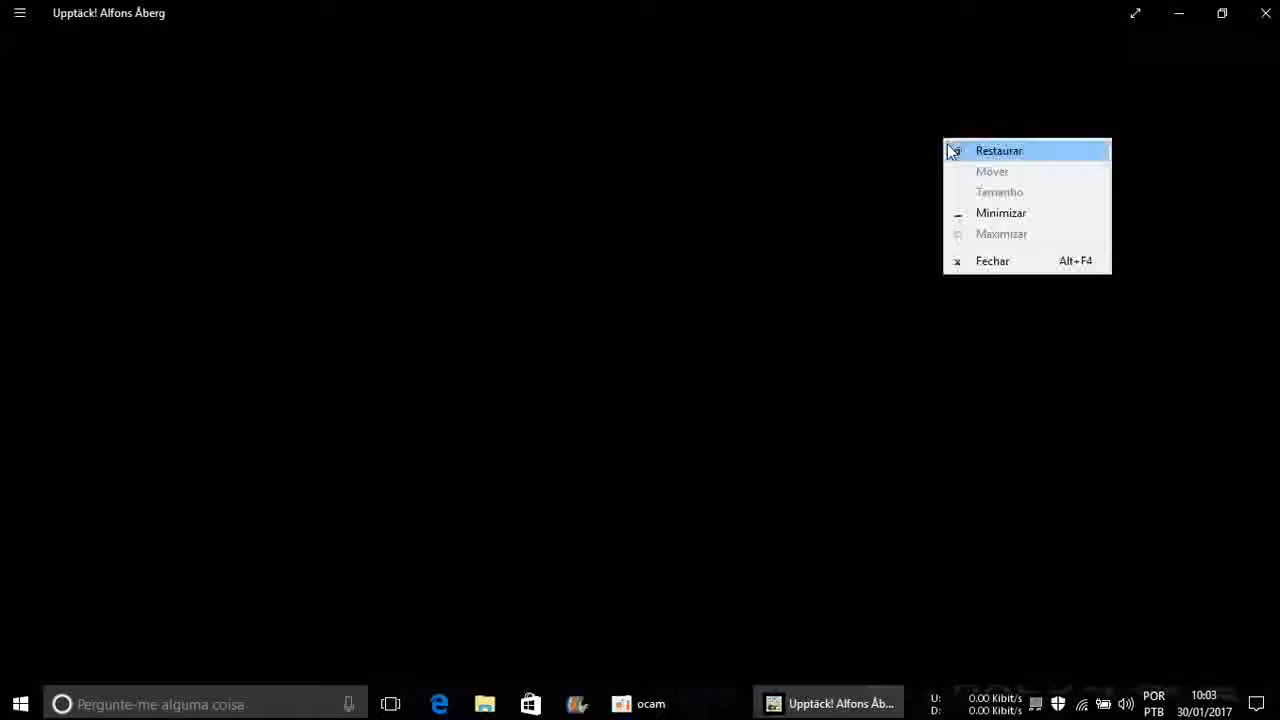 Upptäck! Alfons Åberg
Restaurar
Mover
Tamanho
Minimizar
Maximizar
Fechar Alt+F4
Pergunte-me alguma coisa
ocam
Upptäck! Alfons Åb...
U: 0.00 Kibit/s
D: 0.00 Kibit/s
POR
PTB
10:03
30/01/2017